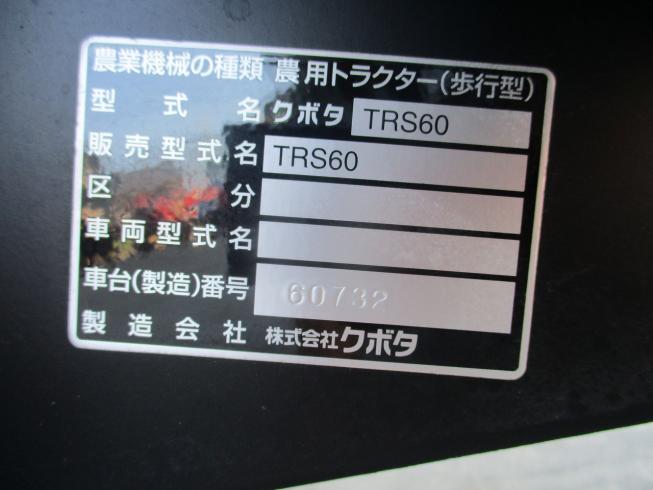 農業機械の種類 農用トラクター(歩行型)
型式名 クボタ TRS60
販売型式名 TRS60
区分
車両型式名
車台(製造)番号 60732
製造会社 株式会社クボタ